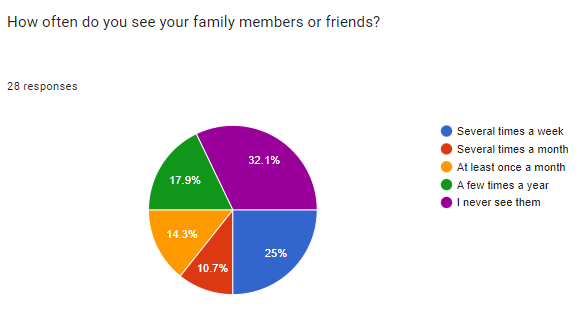 How often do you see your family members or friends?
28 responses
32.1%
17.9%
14.3%
10.7%
25%
Several times a week
Several times a month
At least once a month
A few times a year
I never see them